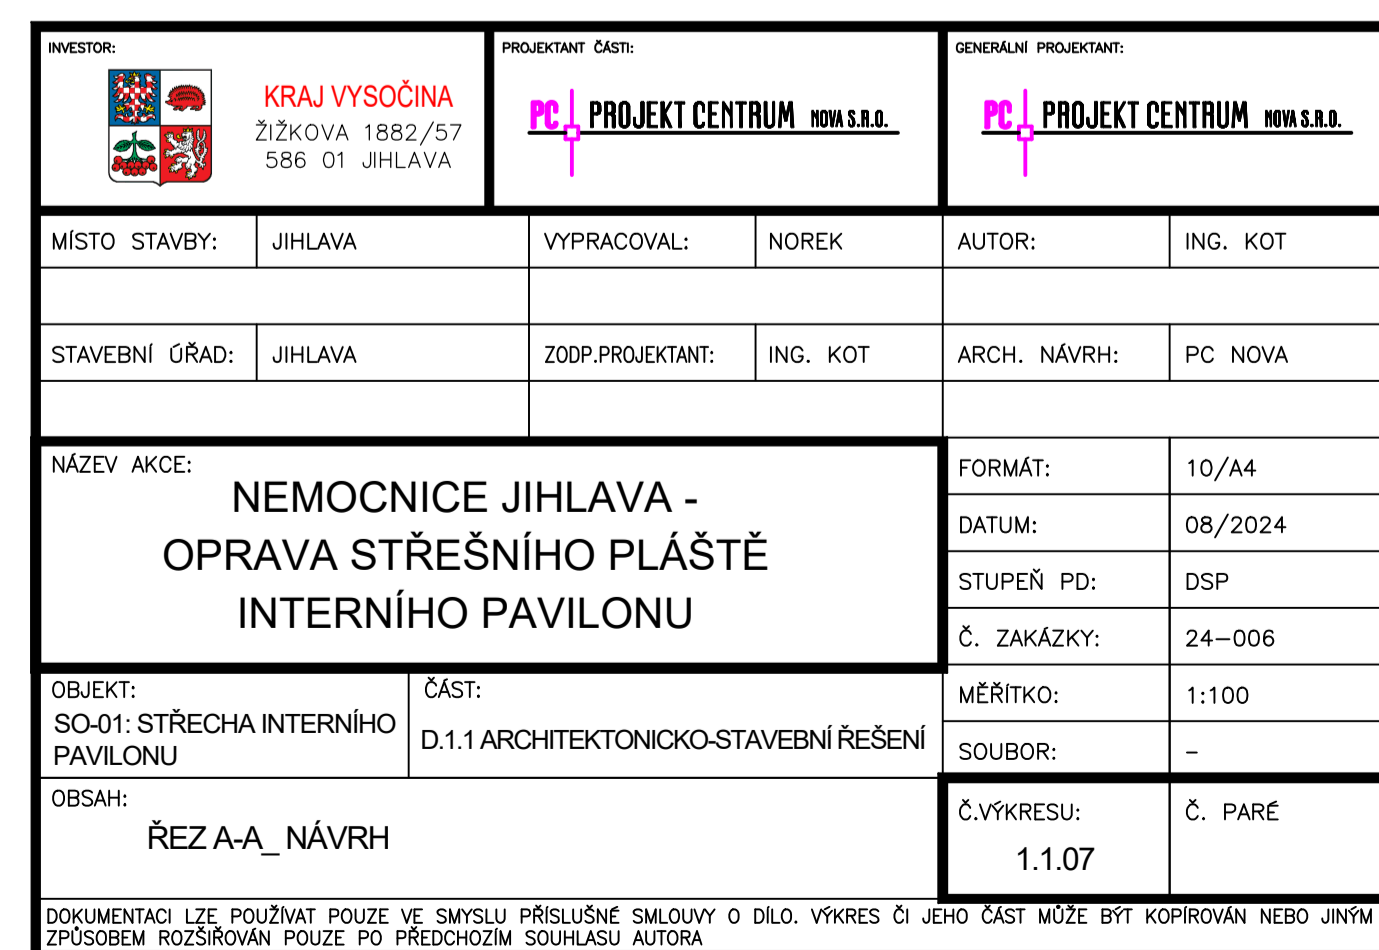 INVESTOR:
KRAJ VYSOČINA
ŽIŽKOVA 1882/57
586 01 JIHLAVA
PROJEKTANT ČÁSTI:
PC PROJEKT CENTRUM NOVA S.R.O.
GENERÁLNÍ PROJEKTANT:
PC PROJEKT CENTRUM NOVA S.R.O.
MÍSTO STAVBY: JIHLAVA VYPRACOVAL: NOREK AUTOR: ING. KOT
STAVEBNÍ ÚŘAD: JIHLAVA ZODP.PROJEKTANT: ING. KOT ARCH. NÁVRH: PC NOVA
NÁZEV AKCE:
NEMOCNICE JIHLAVA -
OPRAVA STŘEŠNÍHO PLÁŠTĚ
INTERNÍHO PAVILONU
FORMÁT: 10/A4
DATUM: 08/2024
STUPEŇ PD: DSP
Č. ZAKÁZKY: 24-006
MĚŘÍTKO: 1:100
SOUBOR: -
OBJEKT:
SO-01: STŘECHA INTERNÍHO
PAVILONU
ČÁST:
D.1.1 ARCHITEKTONICKO-STAVEBNÍ ŘEŠENÍ
OBSAH:
ŘEZ A-A_ NÁVRH
Č.VÝKRESU:
1.1.07
Č. PARÉ
DOKUMENTACI LZE POUŽÍVAT POUZE VE SMYSLU PŘÍSLUŠNÉ SMLOUVY O DÍLO. VÝKRES ČI JEHO ČÁST MŮŽE BÝT KOPÍROVÁN NEBO JINÝM
ZPŮSOBEM ROZŠIŘOVÁN POUZE PO PŘEDCHOZÍM SOUHLASU AUTORA